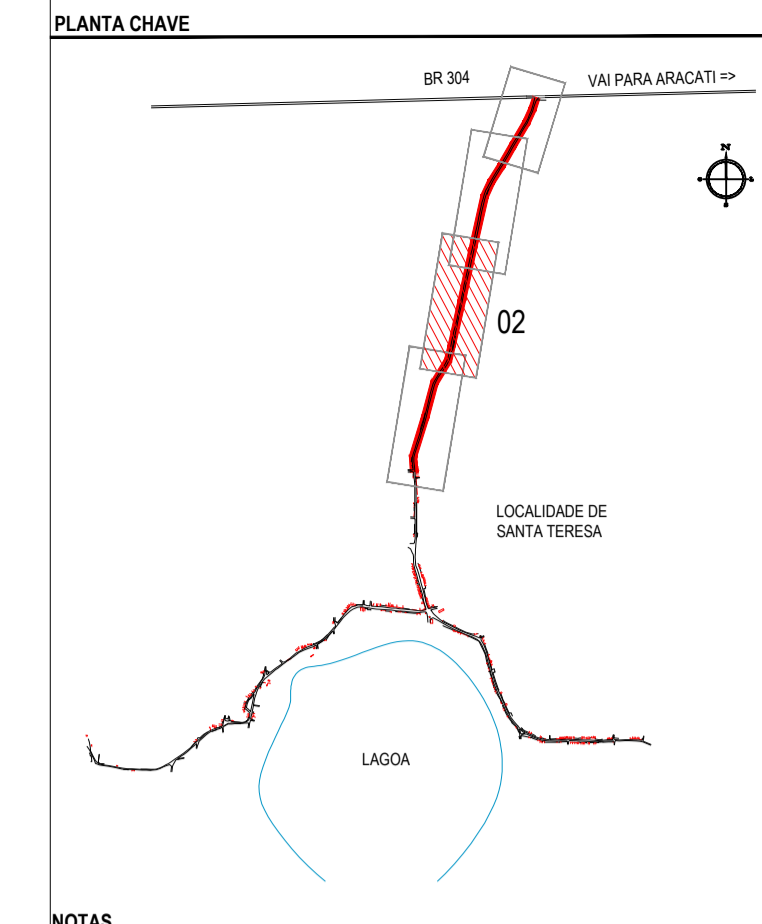 PLANTA CHAVE
BR 304
VAI PARA ARACATI =>
N
02
LOCALIDADE DE
SANTA TERESA
LAGOA
NOTAS